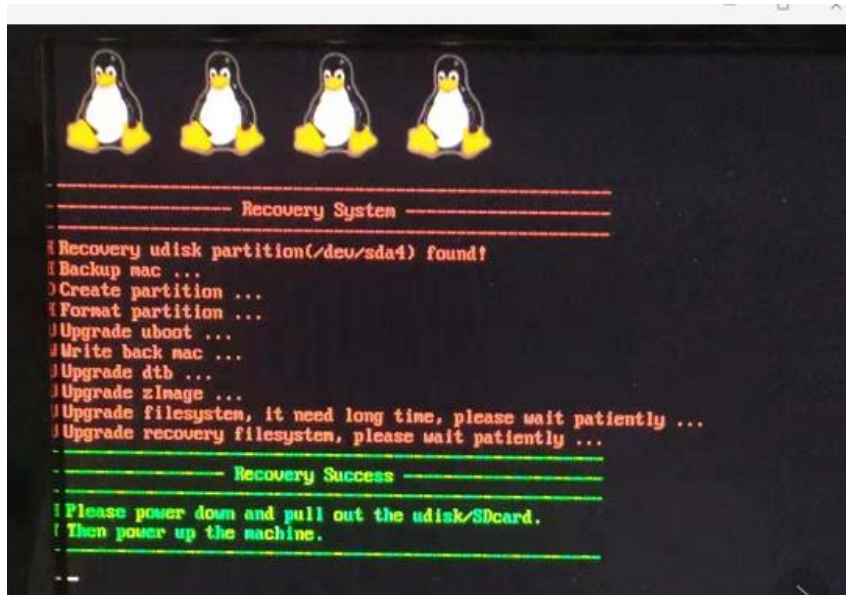 Recovery System
Recovery udisk partition(/dev/sda4) found!
Backup mac ...
Create partition ...
Format partition ...
Upgrade uboot ...
Write back mac ...
Upgrade dtb ...
Upgrade zImage ...
Upgrade filesystem, it need long time, please wait patiently ...
Upgrade recovery filesystem, please wait patiently ...
Recovery Success
Please power down and pull out the udisk/SDcard.
Then power up the machine.